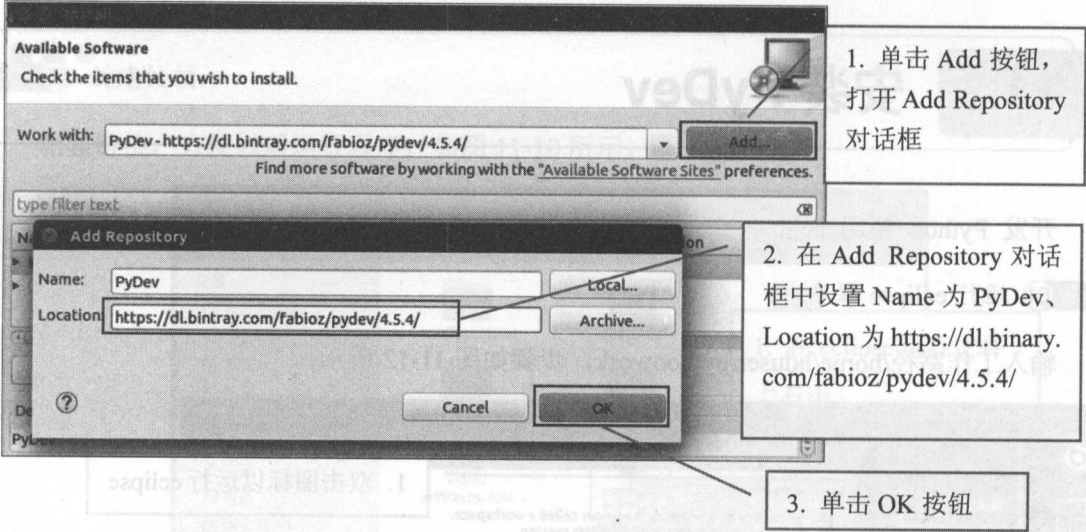 Available Software
Check the items that you wish to install.
Work with:
PyDev - https://dl.bintray.com/fabioz/pydev/4.5.4/
Add...
Find more software by working with the "Available Software Sites" preferences.
type filter text
Na
on
Add Repository
Name:
PyDev
Local...
Location:
https://dl.bintray.com/fabioz/pydev/4.5.4/
Archive...
Cancel
OK
De
PyDev
1. 单击 Add 按钮，
打开 Add Repository
对话框
2. 在 Add Repository 对话
框中设置 Name 为 PyDev、
Location 为 https://dl.binary.
com/fabioz/pydev/4.5.4/
3. 单击 OK 按钮
1. 双击图标以运行 eclipse